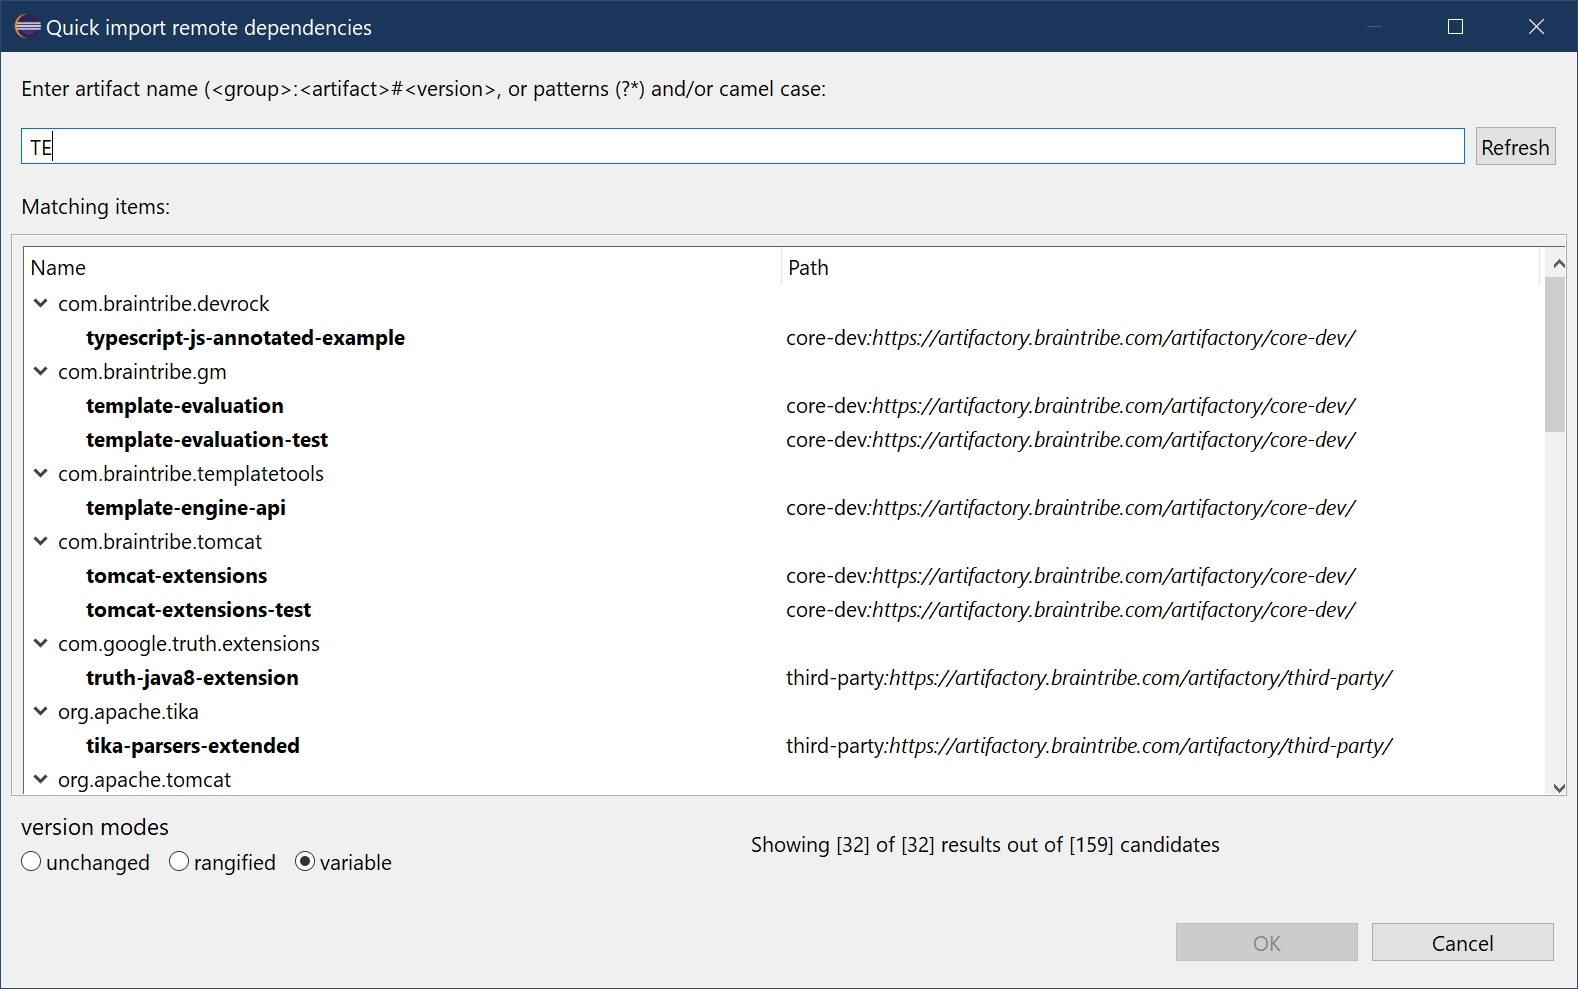 Quick import remote dependencies
Enter artifact name (<group>:<artifact>#<version>, or patterns (?*) and/or camel case:
TE
Refresh
Matching items:
Name Path
com.braintribe.devrock
typescript-js-annotated-example core-dev:https://artifactory.braintribe.com/artifactory/core-dev/
com.braintribe.gm
template-evaluation core-dev:https://artifactory.braintribe.com/artifactory/core-dev/
template-evaluation-test core-dev:https://artifactory.braintribe.com/artifactory/core-dev/
com.braintribe.templatetools
template-engine-api core-dev:https://artifactory.braintribe.com/artifactory/core-dev/
com.braintribe.tomcat
tomcat-extensions core-dev:https://artifactory.braintribe.com/artifactory/core-dev/
tomcat-extensions-test core-dev:https://artifactory.braintribe.com/artifactory/core-dev/
com.google.truth.extensions
truth-java8-extension third-party:https://artifactory.braintribe.com/artifactory/third-party/
org.apache.tika
tika-parsers-extended third-party:https://artifactory.braintribe.com/artifactory/third-party/
org.apache.tomcat
version modes
unchanged rangified variable
Showing [32] of [32] results out of [159] candidates
OK Cancel